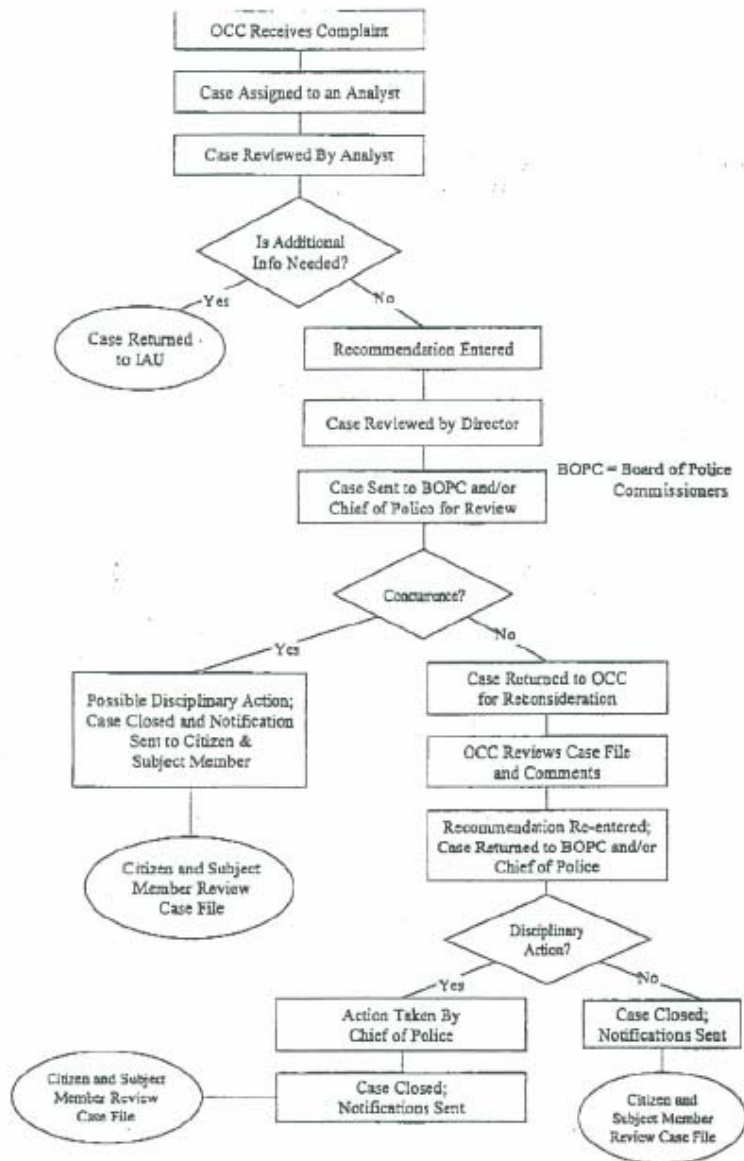 OCC Receives Complaint
Case Assigned to an Analyst
Case Reviewed By Analyst
Is Additional
Info Needed?
Yes
No
Case Returned
to IAU
Recommendation Entered
Case Reviewed by Director
BOPC = Board of Police
Commissioners
Case Sent to BOPC and/or
Chief of Police for Review
Concurrence?
Yes
No
Possible Disciplinary Action;
Case Closed and Notification
Sent to Citizen &
Subject Member
Case Returned to OCC
for Reconsideration
OCC Reviews Case File
and Comments
Citizen and Subject
Member Review
Case File
Recommendation Re-entered;
Case Returned to BOPC and/or
Chief of Police
Disciplinary
Action?
Yes
No
Action Taken By
Chief of Police
Case Closed;
Notifications Sent
Citizen and Subject
Member Review
Case File
Case Closed;
Notifications Sent
Citizen and
Subject Member
Review Case File